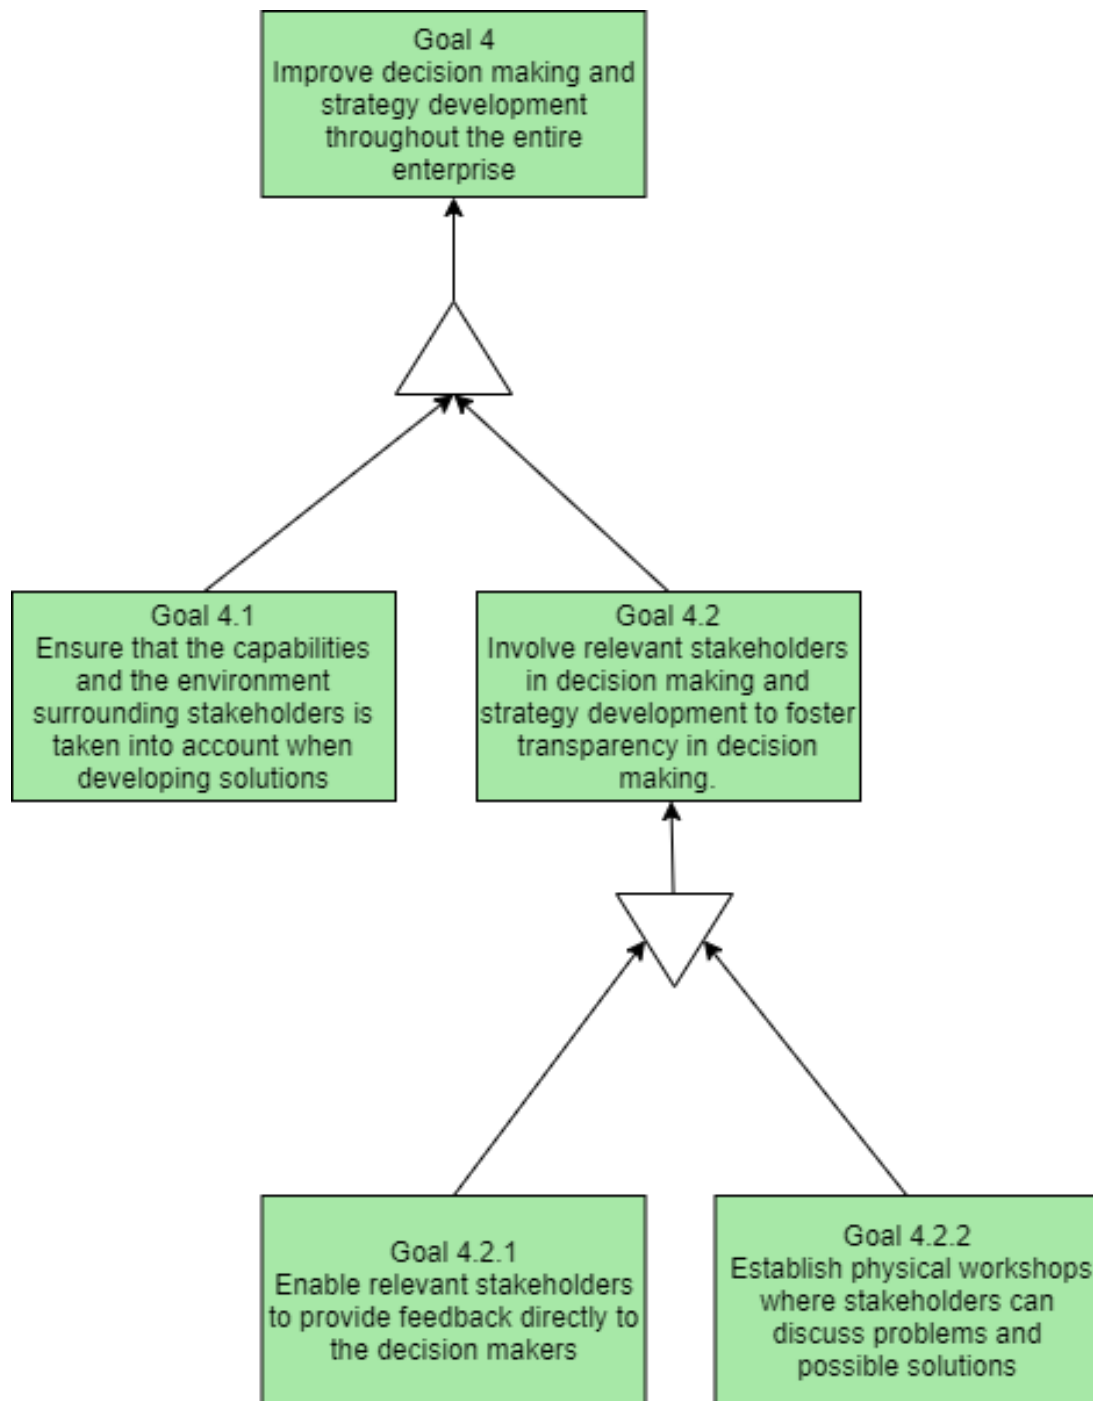 Goal 4
Improve decision making and
strategy development
throughout the entire
enterprise
Goal 4.1
Ensure that the capabilities
and the environment
surrounding stakeholders is
taken into account when
developing solutions
Goal 4.2
Involve relevant stakeholders
in decision making and
strategy development to foster
transparency in decision
making.
Goal 4.2.1
Enable relevant stakeholders
to provide feedback directly to
the decision makers
Goal 4.2.2
Establish physical workshops
where stakeholders can
discuss problems and
possible solutions